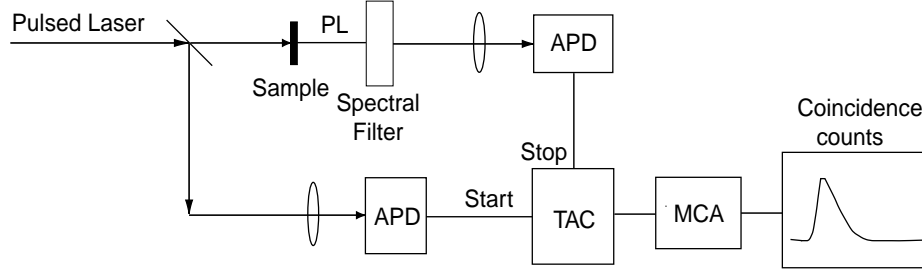 Pulsed Laser
PL
APD
Sample
Spectral
Filter
Coincidence
counts
Stop
Start
APD
TAC
MCA